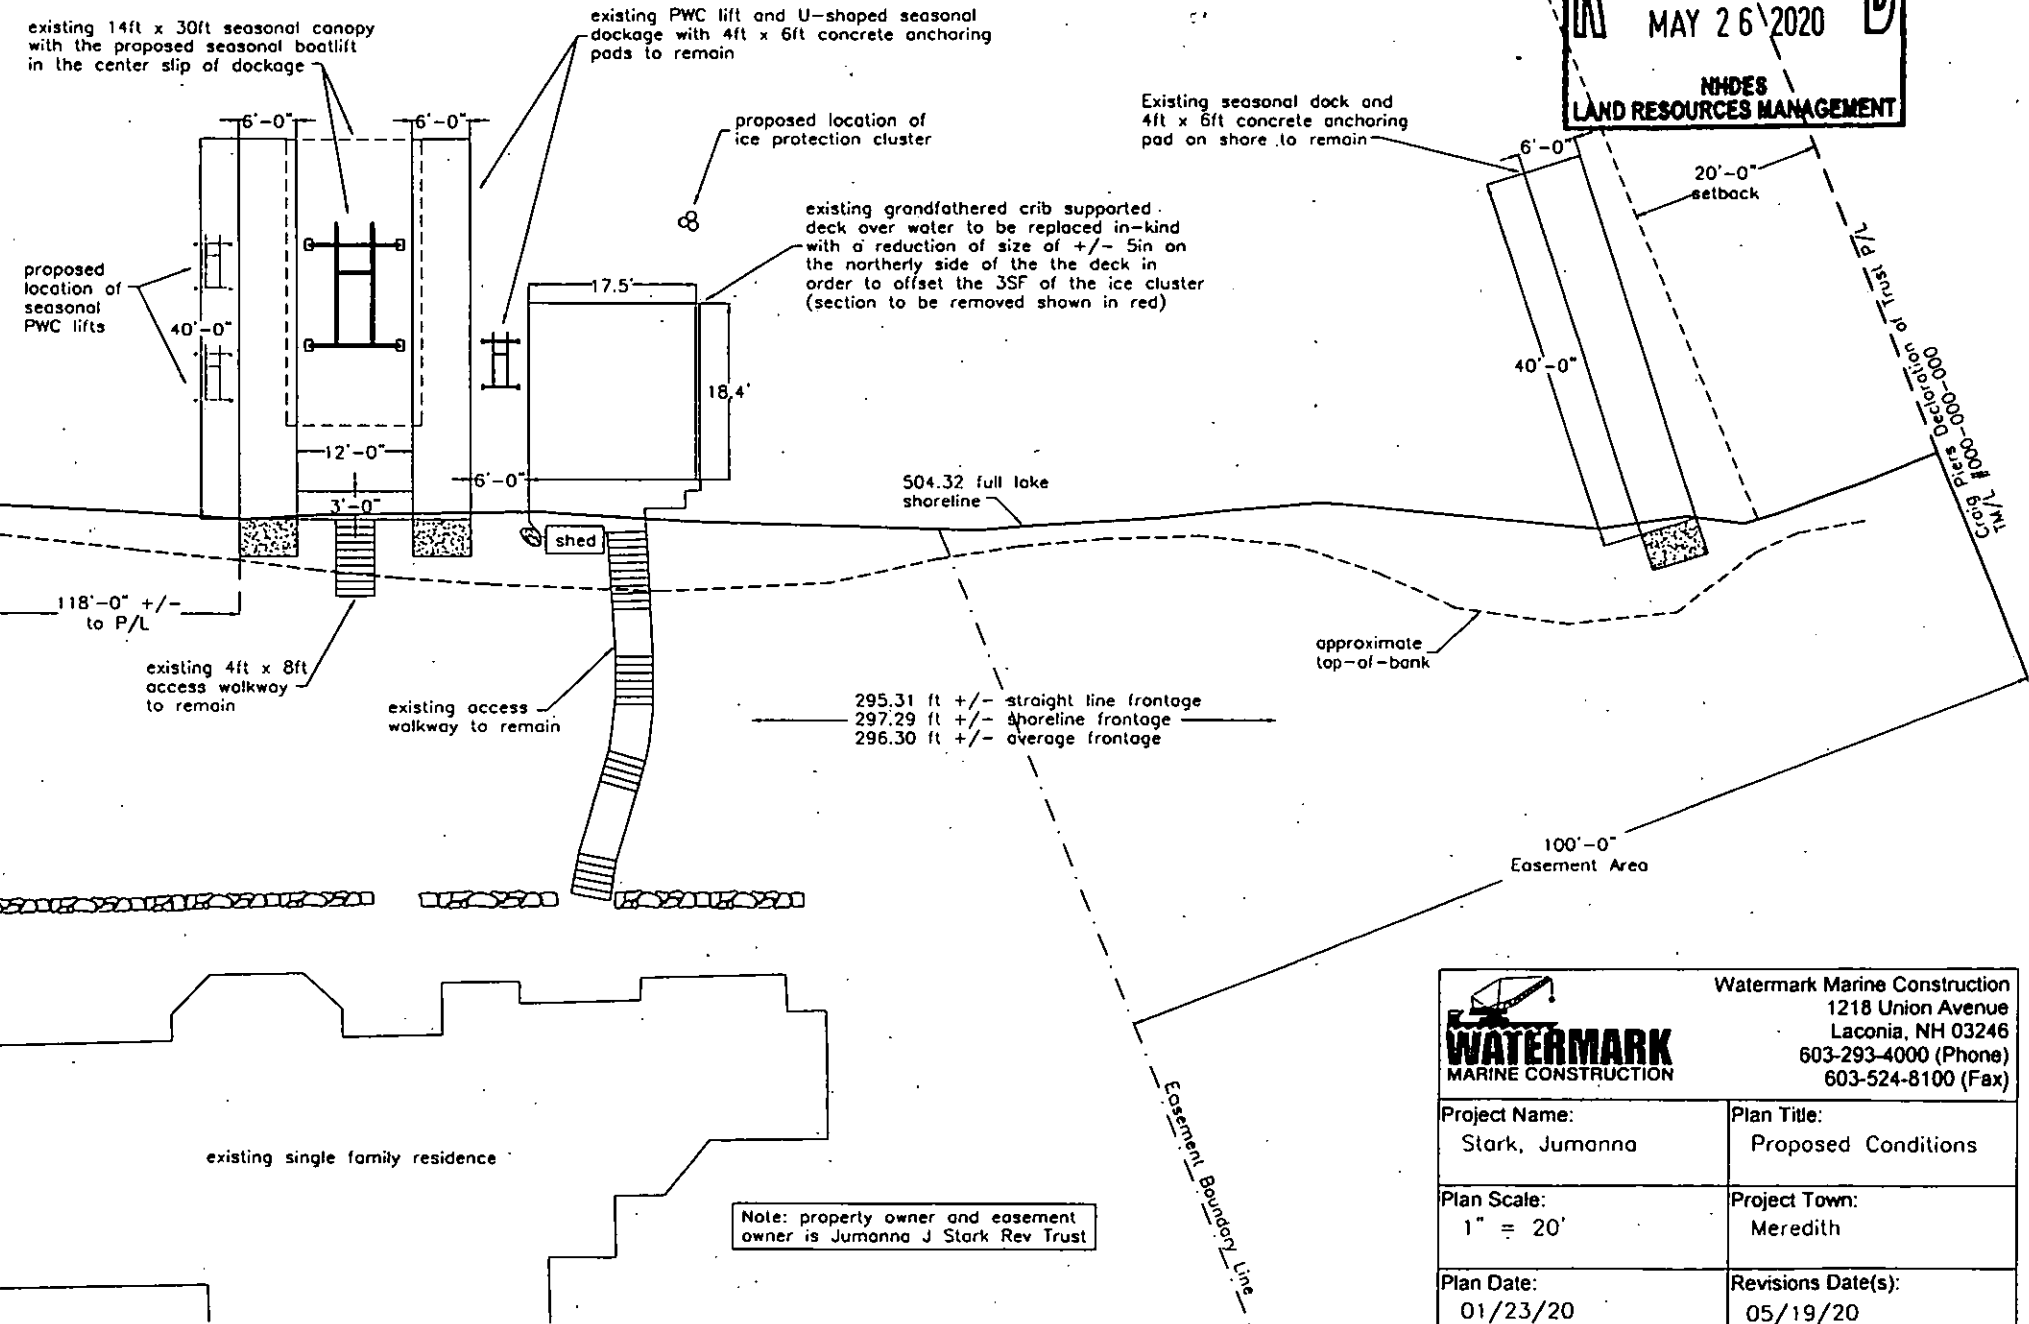 existing 14ft x 30ft seasonal canopy
with the proposed seasonal boatlift
in the center slip of dockage
existing PWC lift and U-shaped seasonal
dockage with 4ft x 6ft concrete anchoring
pads to remain
MAY 26 2020
NHDES
LAND RESOURCES MANAGEMENT
Existing seasonal dock and
4ft x 6ft concrete anchoring
pad on shore to remain
proposed location of
ice protection cluster
6'-0"
6'-0"
6'-0"
20'-0"
setback
existing grandfathered crib supported
deck over water to be replaced in-kind
with a reduction of size of +/- 5in on
the northerly side of the the deck in
order to offset the 3SF of the ice cluster
(section to be removed shown in red)
proposed
location of
seasonal
PWC lifts
40'-0"
17.5'
18.4'
40'-0"
12'-0"
6'-0"
3'-0"
504.32 full lake
shoreline
shed
Craig Piers Declaration of Trust P/L
TM/L #000-000-000
118'-0" +/-
to P/L
existing 4ft x 8ft
access walkway
to remain
existing access
walkway to remain
approximate
top-of-bank
295.31 ft +/- straight line frontage
297.29 ft +/- shoreline frontage
296.30 ft +/- average frontage
100'-0"
Easement Area
Easement Boundary Line
existing single family residence
Note: property owner and easement
owner is Jumanna J Stark Rev Trust
WATERMARK
MARINE CONSTRUCTION
Watermark Marine Construction
1218 Union Avenue
Laconia, NH 03246
603-293-4000 (Phone)
603-524-8100 (Fax)
Project Name:
Stark, Jumanna
Plan Title:
Proposed Conditions
Plan Scale:
1" = 20'
Project Town:
Meredith
Plan Date:
01/23/20
Revisions Date(s):
05/19/20